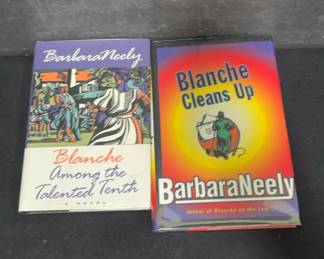 BarbaraNeely
Blanche
Among the
Talented Tenth
A NOVEL
Blanche
Cleans Up
BarbaraNeely
author of Blanche on the Lam